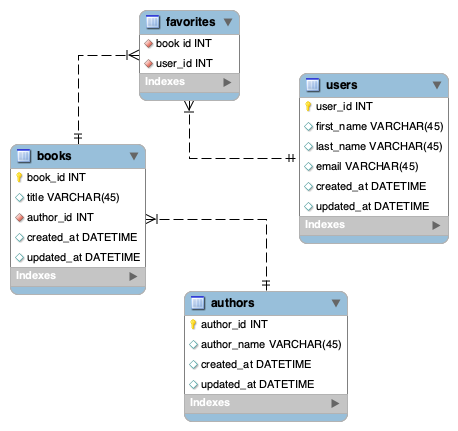 favorites
book id INT
user_id INT
Indexes
users
user_id INT
first_name VARCHAR(45)
last_name VARCHAR(45)
email VARCHAR(45)
created_at DATETIME
updated_at DATETIME
Indexes
books
book_id INT
title VARCHAR(45)
author_id INT
created_at DATETIME
updated_at DATETIME
Indexes
authors
author_id INT
author_name VARCHAR(45)
created_at DATETIME
updated_at DATETIME
Indexes